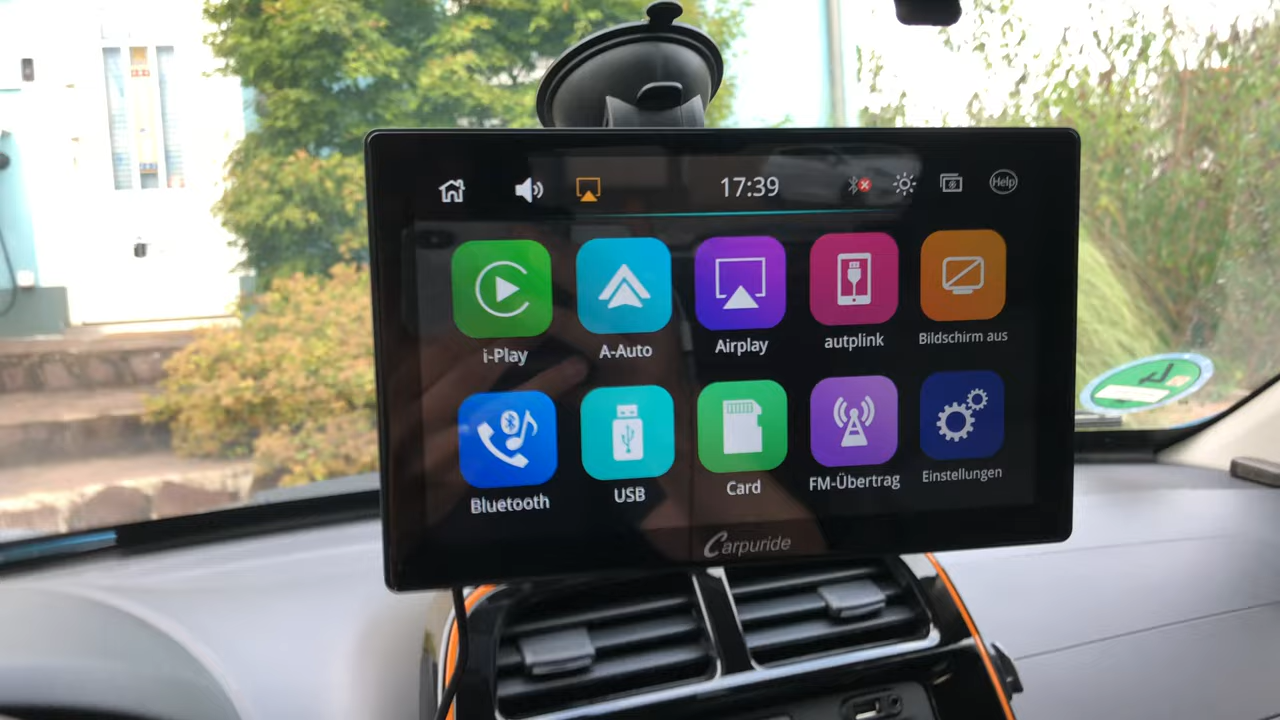 17:39
Help
i-Play
A-Auto
Airplay
autplink
Bildschirm aus
Bluetooth
USB
Card
FM-Übertrag
Einstellungen
Carpuride